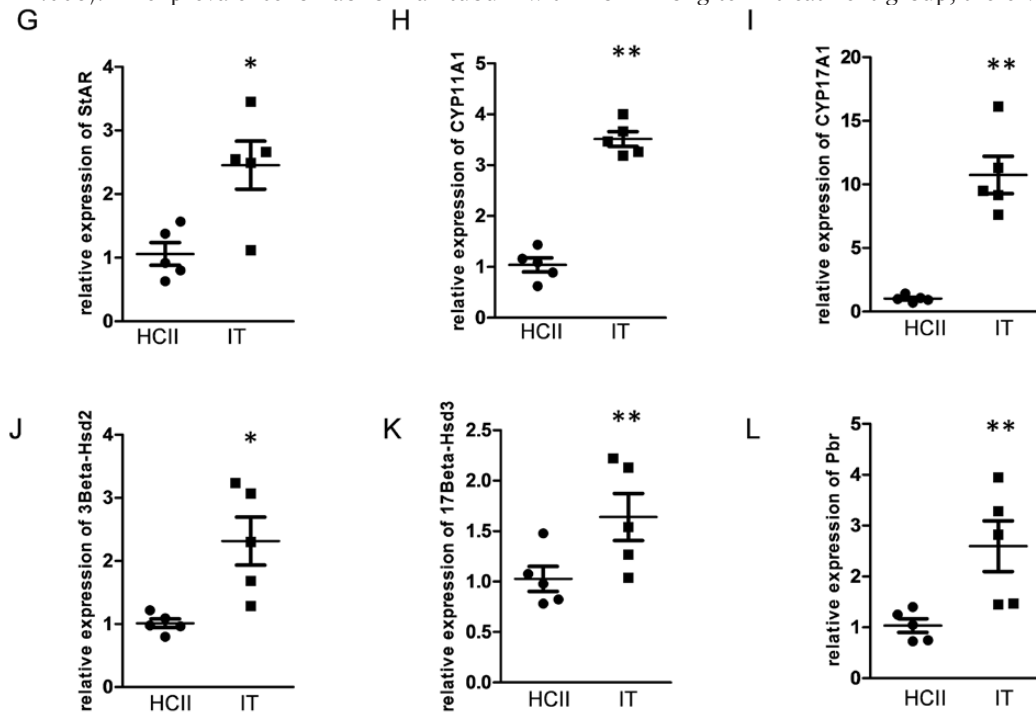 G
H
I
relative expression of StAR
4
3
2
1
0
*
HCII IT
relative expression of CYP11A1
5
4
3
2
1
0
**
HCII IT
relative expression of CYP17A1
20
15
10
5
0
**
HCII IT
J
K
L
relative expression of 3Beta-Hsd2
4
3
2
1
0
*
HCII IT
relative expression of 17Beta-Hsd3
2.5
2.0
1.5
1.0
0.5
0.0
**
HCII IT
relative expression of Pbr
5
4
3
2
1
0
**
HCII IT